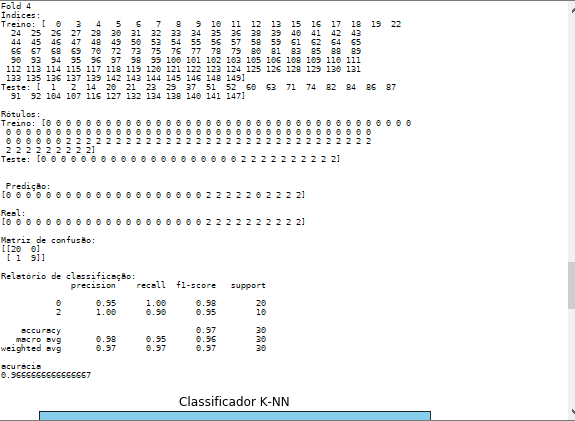 Fold 4
Índices:
Treino: [  0   3   4   5   6   7   8   9  10  11  12  13  15  16  17  18  19  22
24  25  26  27  28  30  31  32  33  34  35  36  38  39  40  41  42  43
44  45  46  47  48  49  50  53  54  55  56  57  58  59  61  62  64  65
66  67  68  69  70  72  73  75  76  77  78  79  80  81  83  85  88  89
90  93  94  95  96  97  98  99 100 101 102 103 105 106 108 109 110 111
112 113 114 115 117 118 119 120 121 122 123 124 125 126 128 129 130 131
133 135 136 137 139 142 143 144 145 146 148 149]
Teste: [  1   2  14  20  21  23  29  37  51  52  60  63  71  74  82  84  86  87
91  92 104 107 116 127 132 134 138 140 141 147]
Rótulos:
Treino: [0 0 0 0 0 0 0 0 0 0 0 0 0 0 0 0 0 0 0 0 0 0 0 0 0 0 0 0 0 0 0 0 0 0 0 0 0
0 0 0 0 0 0 0 0 0 0 0 0 0 0 0 0 0 0 0 0 0 0 0 0 0 0 0 0 0 0 0 0 0 0 0 0 0
0 0 0 0 0 0 2 2 2 2 2 2 2 2 2 2 2 2 2 2 2 2 2 2 2 2 2 2 2 2 2 2 2 2 2 2 2
2 2 2 2 2 2 2 2 2]
Teste: [0 0 0 0 0 0 0 0 0 0 0 0 0 0 0 0 0 0 0 0 2 2 2 2 2 2 2 2 2 2]
Predição:
[0 0 0 0 0 0 0 0 0 0 0 0 0 0 0 0 0 0 0 0 2 2 2 2 2 0 2 2 2 2]
Real:
[0 0 0 0 0 0 0 0 0 0 0 0 0 0 0 0 0 0 0 0 2 2 2 2 2 2 2 2 2 2]
Matriz de confusão:
[[20  0]
[ 1  9]]
Relatório de classificação:
precision    recall  f1-score   support
0       0.95      1.00      0.98        20
2       1.00      0.90      0.95        10
accuracy                           0.97        30
macro avg       0.98      0.95      0.96        30
weighted avg       0.97      0.97      0.97        30
acurácia
0.9666666666666667
Classificador K-NN